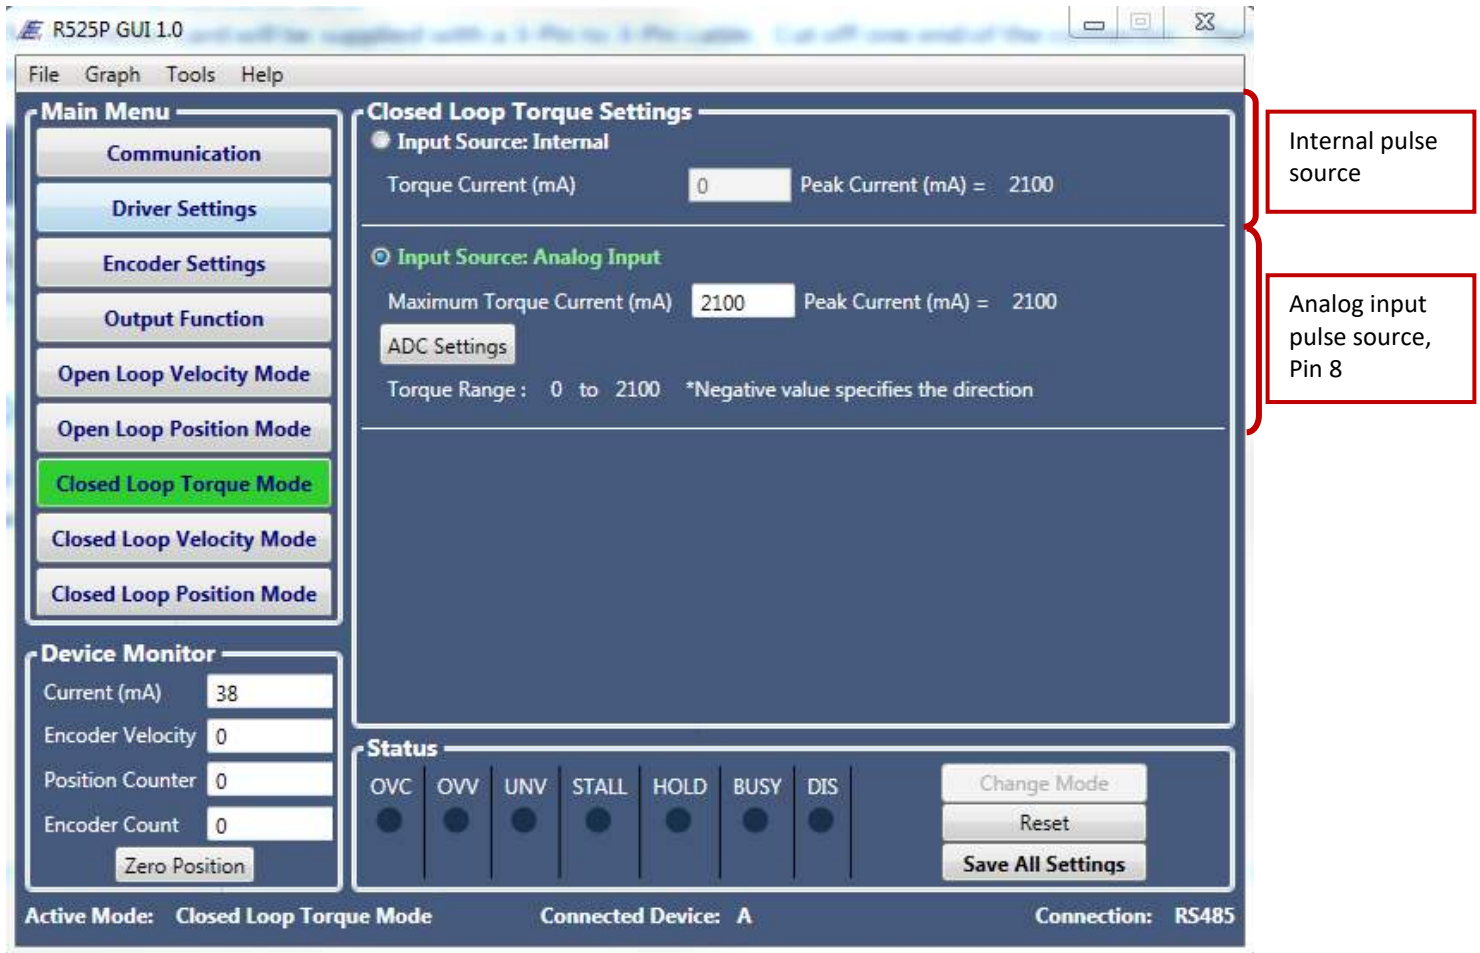 R525P GUI 1.0
File Graph Tools Help
Main Menu
Communication
Driver Settings
Encoder Settings
Output Function
Open Loop Velocity Mode
Open Loop Position Mode
Closed Loop Torque Mode
Closed Loop Velocity Mode
Closed Loop Position Mode
Device Monitor
Current (mA) 38
Encoder Velocity 0
Position Counter 0
Encoder Count 0
Zero Position
Closed Loop Torque Settings
Input Source: Internal
Torque Current (mA) 0 Peak Current (mA) = 2100
Input Source: Analog Input
Maximum Torque Current (mA) 2100 Peak Current (mA) = 2100
ADC Settings
Torque Range : 0 to 2100 *Negative value specifies the direction
Status
OVC OVV UNV STALL HOLD BUSY DIS
Change Mode
Reset
Save All Settings
Active Mode: Closed Loop Torque Mode Connected Device: A Connection: RS485
Internal pulse
source
Analog input
pulse source,
Pin 8